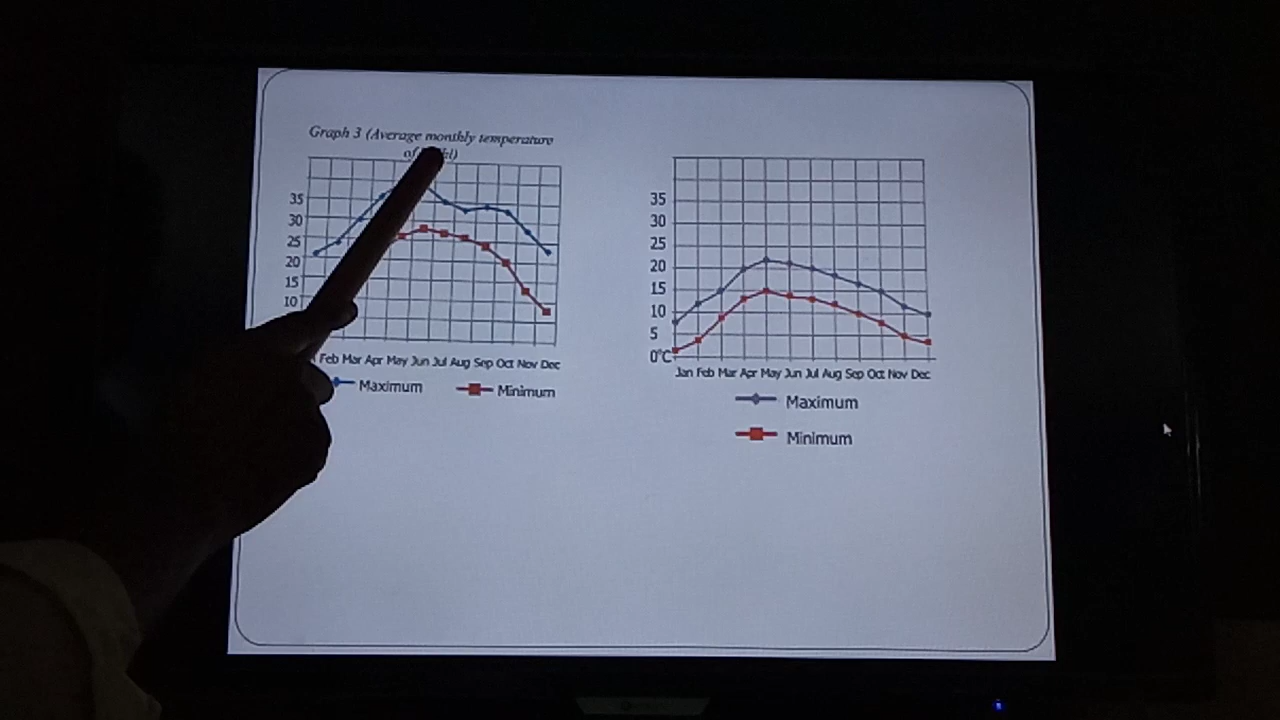 Graph 3 (Average monthly temperature
of
35
30
25
20
15
10
Feb Mar Apr May Jun Jul Aug Sep Oct Nov Dec
Maximum Minimum
35
30
25
20
15
10
5
0°C
Jan Feb Mar Apr May Jun Jul Aug Sep Oct Nov Dec
Maximum
Minimum